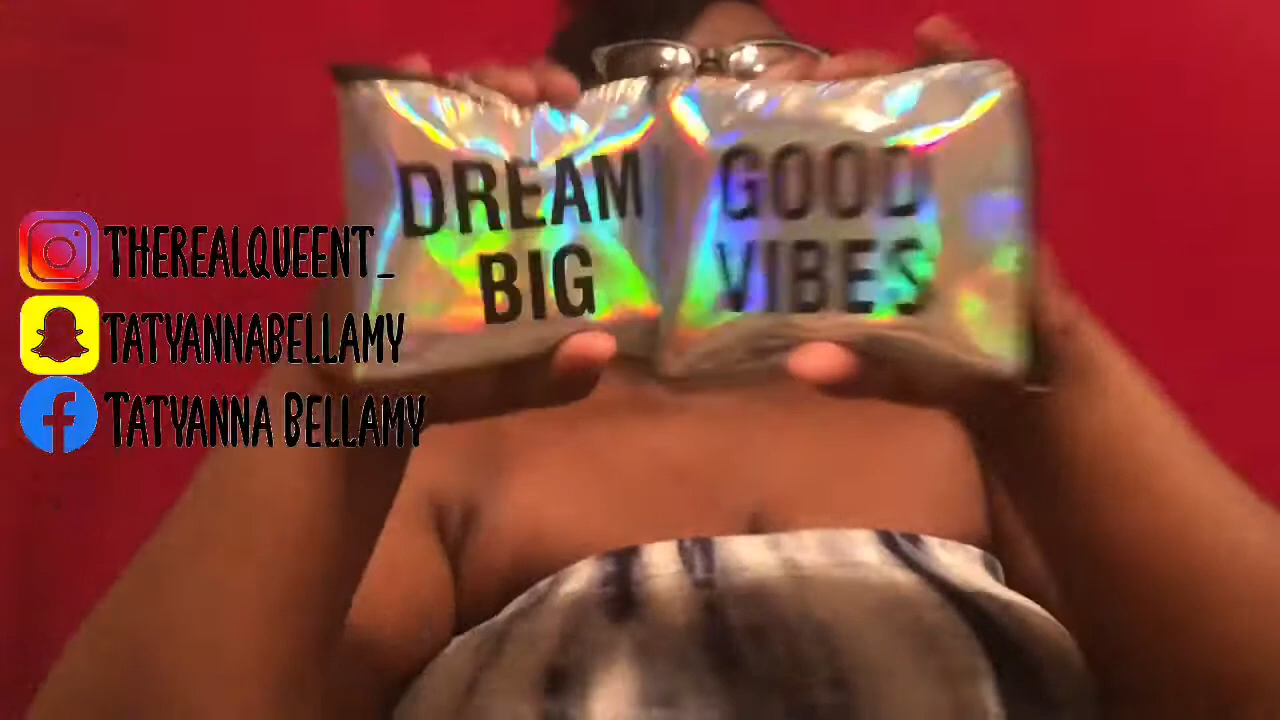 DREAM
BIG
GOOD
VIBES
THEREALQUEENT_
TATYANNABELLAMY
TATYANNA BELLAMY